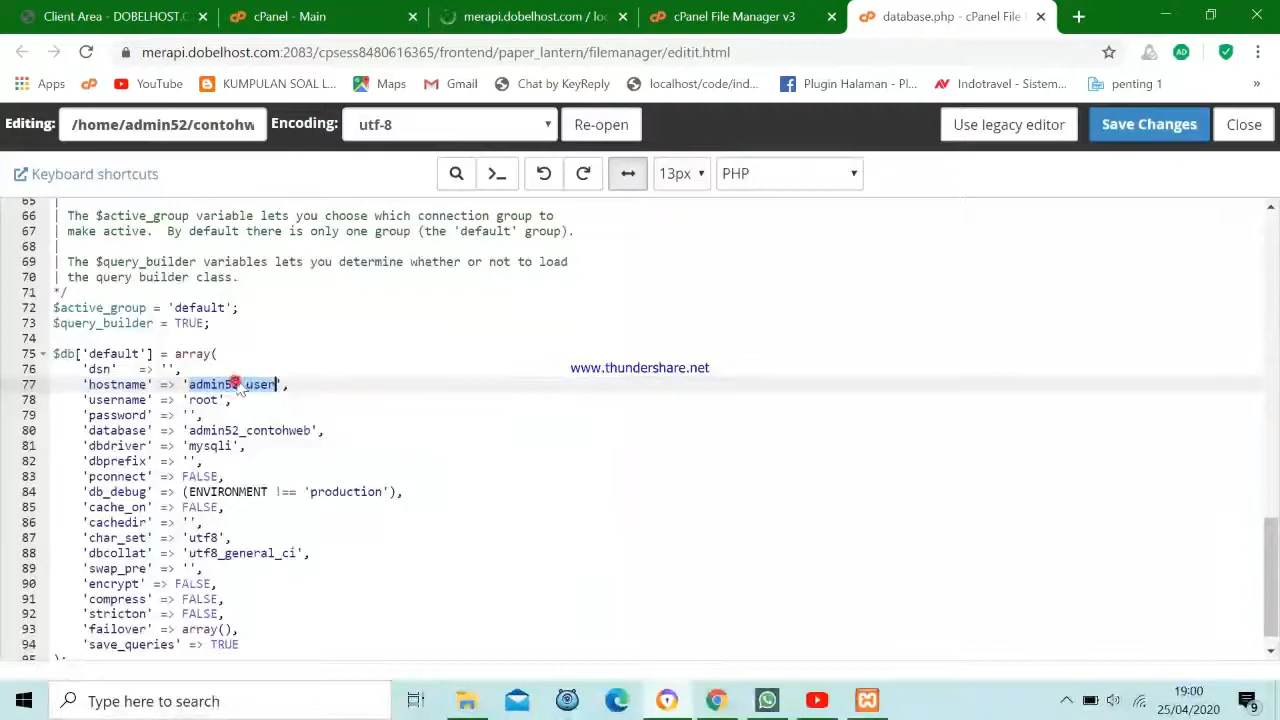 Client Area - DOBELHOST.C
cPanel - Main
merapi.dobelhost.com / loc
cPanel File Manager v3
database.php - cPanel File
merapi.dobelhost.com:2083/cpsess8480616365/frontend/paper_lantern/filemanager/editit.html
Apps
YouTube
KUMPULAN SOAL L...
Maps
Gmail
Chat by KeyReply
localhost/code/ind...
Plugin Halaman - Pl...
Indotravel - Sistem...
penting 1
»
Editing:
/home/admin52/contohw
Encoding:
utf-8
Re-open
Use legacy editor
Save Changes
Close
Keyboard shortcuts
13px
PHP
65 |
66 | The $active_group variable lets you choose which connection group to
67 | make active.  By default there is only one group (the 'default' group).
68 |
69 | The $query_builder variables lets you determine whether or not to load
70 | the query builder class.
71 */
72 $active_group = 'default';
73 $query_builder = TRUE;
74
75 $db['default'] = array(
76 'dsn'   => '',
77 'hostname' => 'admin52_user',
78 'username' => 'root',
79 'password' => '',
80 'database' => 'admin52_contohweb',
81 'dbdriver' => 'mysqli',
82 'dbprefix' => '',
83 'pconnect' => FALSE,
84 'db_debug' => (ENVIRONMENT !== 'production'),
85 'cache_on' => FALSE,
86 'cachedir' => '',
87 'char_set' => 'utf8',
88 'dbcollat' => 'utf8_general_ci',
89 'swap_pre' => '',
90 'encrypt' => FALSE,
91 'compress' => FALSE,
92 'stricton' => FALSE,
93 'failover' => array(),
94 'save_queries' => TRUE
95 );
www.thundershare.net
Type here to search
19:00
25/04/2020
9